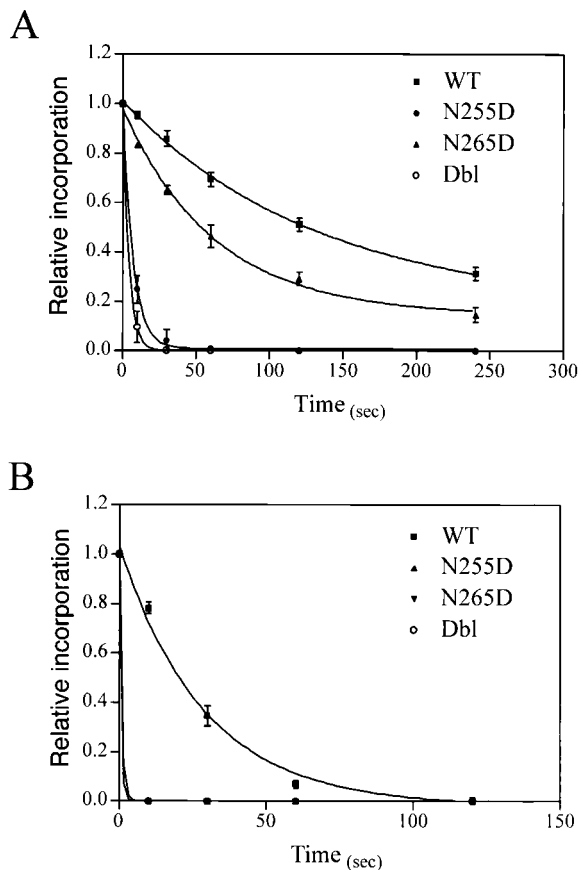 A
1.2
1.0
0.8
0.6
0.4
0.2
0.0
Relative incorporation
WT
N255D
N265D
Dbl
0 50 100 150 200 250 300
Time (sec)
B
1.2
1.0
0.8
0.6
0.4
0.2
0.0
Relative incorporation
WT
N255D
N265D
Dbl
0 50 100 150
Time (sec)